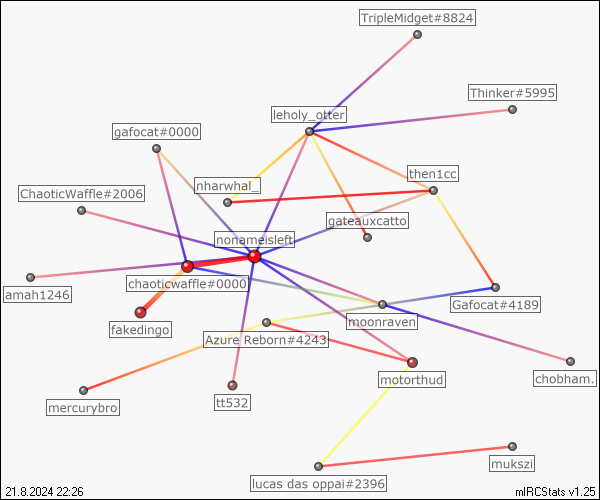 TripleMidget#8824
Thinker#5995
leholy_otter
gafocat#0000
then1cc
nharwhal_
ChaoticWaffle#2006
gateauxcatto
nonameisleft
chaoticwaffle#0000
amah1246
Gafocat#4189
moonraven
fakedingo
Azure Reborn#4243
motorthud
chobham.
tt532
mercurybro
mukszi
lucas das oppai#2396
21.8.2024 22:26
mIRCStats v1.25